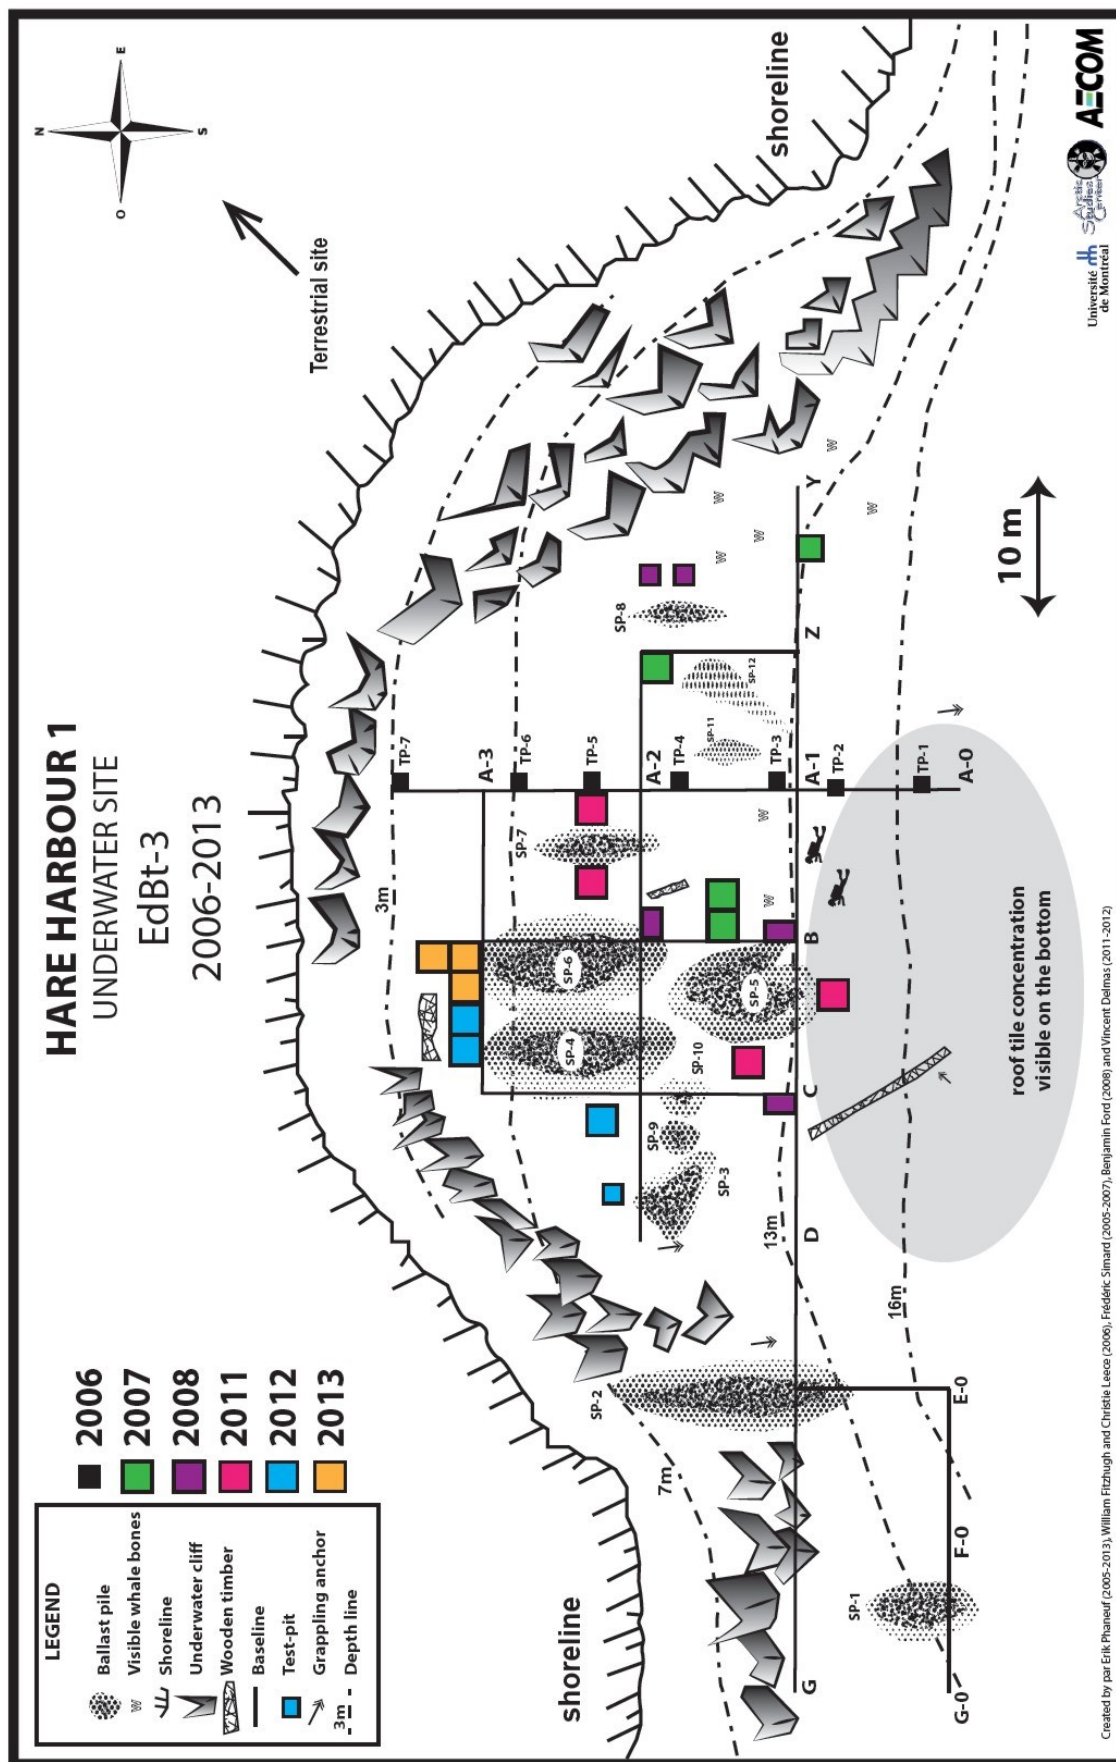 HARE HARBOUR 1
UNDERWATER SITE
EdBt-3
2006-2013
N
E
S
O
Terrestrial site
shoreline
shoreline
LEGEND
Ballast pile
Visible whale bones
Shoreline
Underwater cliff
Wooden timber
Baseline
Test-pit
Grappling anchor
3m
Depth line
2006
2007
2008
2011
2012
2013
3m
7m
13m
16m
A-3
A-2
A-1
A-0
TP-7
TP-6
TP-5
TP-4
TP-3
TP-2
TP-1
SP-1
SP-2
SP-3
SP-4
SP-5
SP-6
SP-7
SP-8
SP-9
SP-10
SP-11
SP-12
G
D
C
B
Z
Y
G-0
F-0
E-0
roof tile concentration
visible on the bottom
10 m
Université
de Montréal
Arctic
Studies
Center
AECOM
Created by par Erik Phaneuf (2005-2013), William Fitzhugh and Christie Leece (2006), Frédéric Simard (2005-2007), Benjamin Ford (2008) and Vincent Delmas (2011-2012)